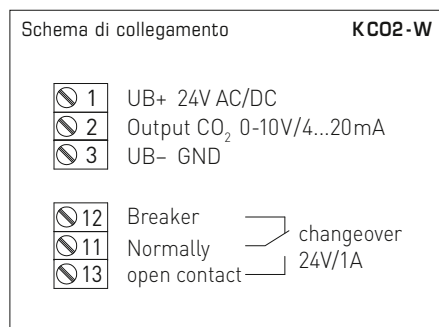 Schema di collegamento KCO2-W
1 UB+ 24V AC/DC
2 Output CO2 0-10V/4...20mA
3 UB– GND
12 Breaker
11 Normally
13 open contact
changeover
24V/1A